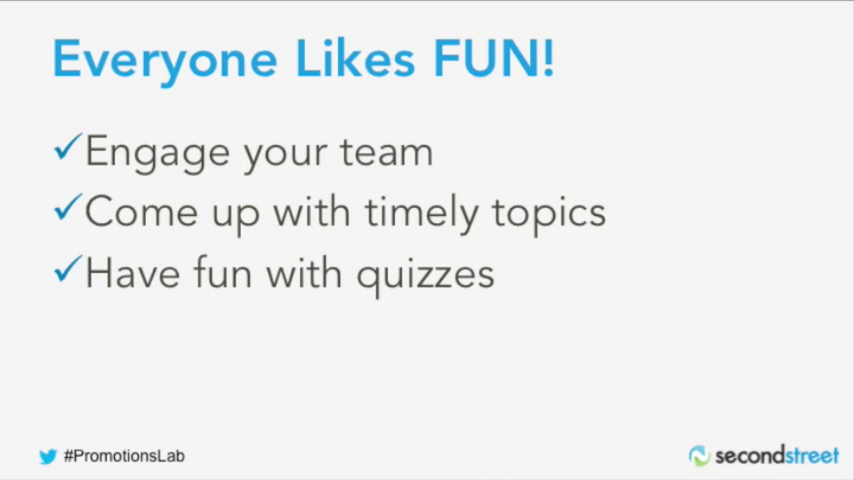 Everyone Likes FUN!
✓Engage your team
✓Come up with timely topics
✓Have fun with quizzes
#PromotionsLab
secondstreet